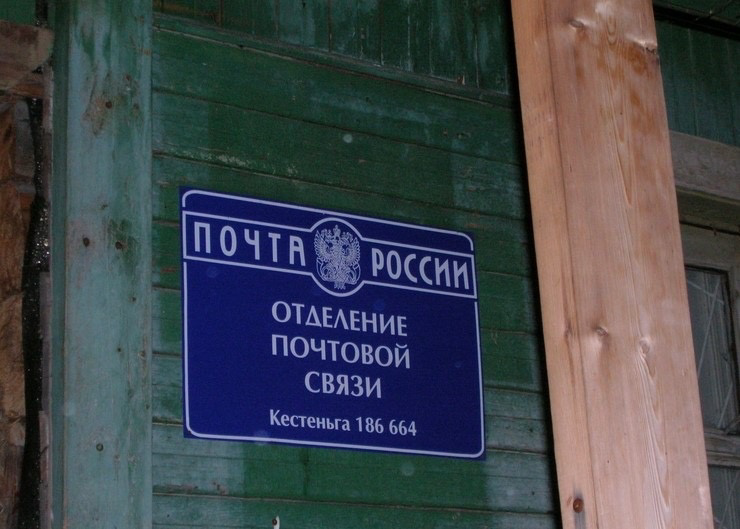 ПОЧТА РОССИИ
ОТДЕЛЕНИЕ
ПОЧТОВОЙ
СВЯЗИ
Кестеньга 186 664